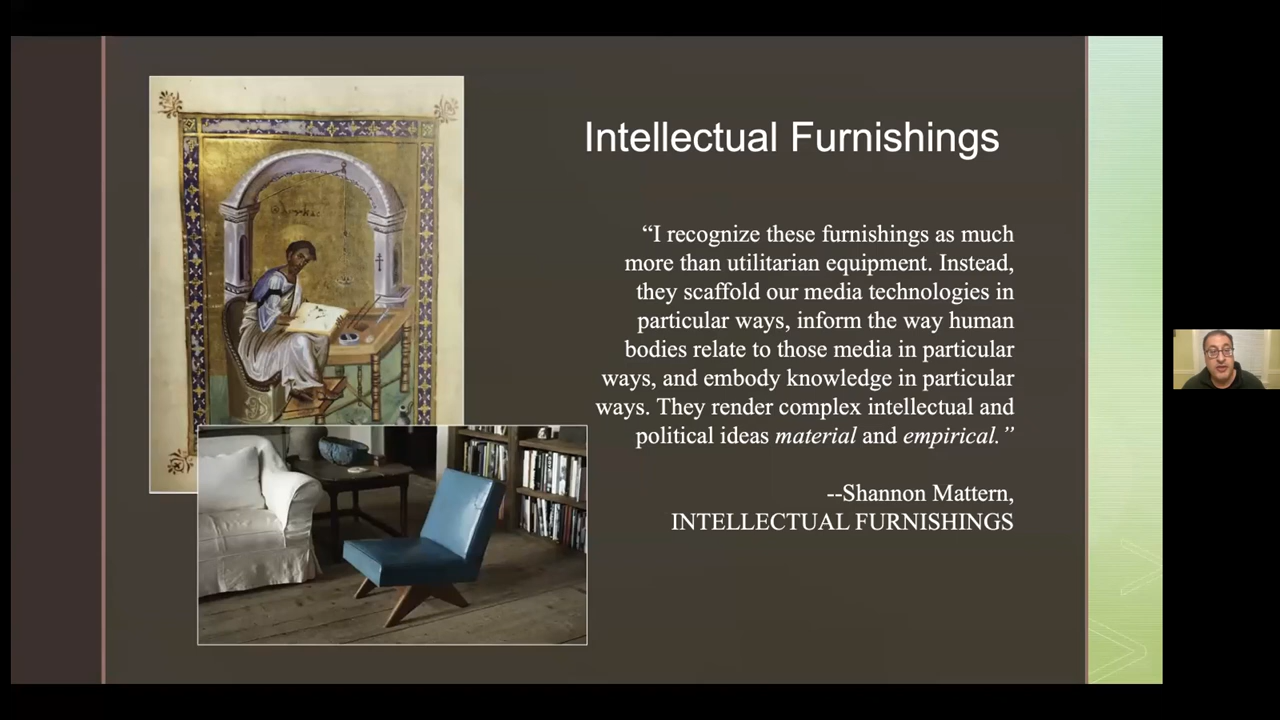 Intellectual Furnishings
“I recognize these furnishings as much
more than utilitarian equipment. Instead,
they scaffold our media technologies in
particular ways, inform the way human
bodies relate to those media in particular
ways, and embody knowledge in particular
ways. They render complex intellectual and
political ideas material and empirical.”
--Shannon Mattern,
INTELLECTUAL FURNISHINGS